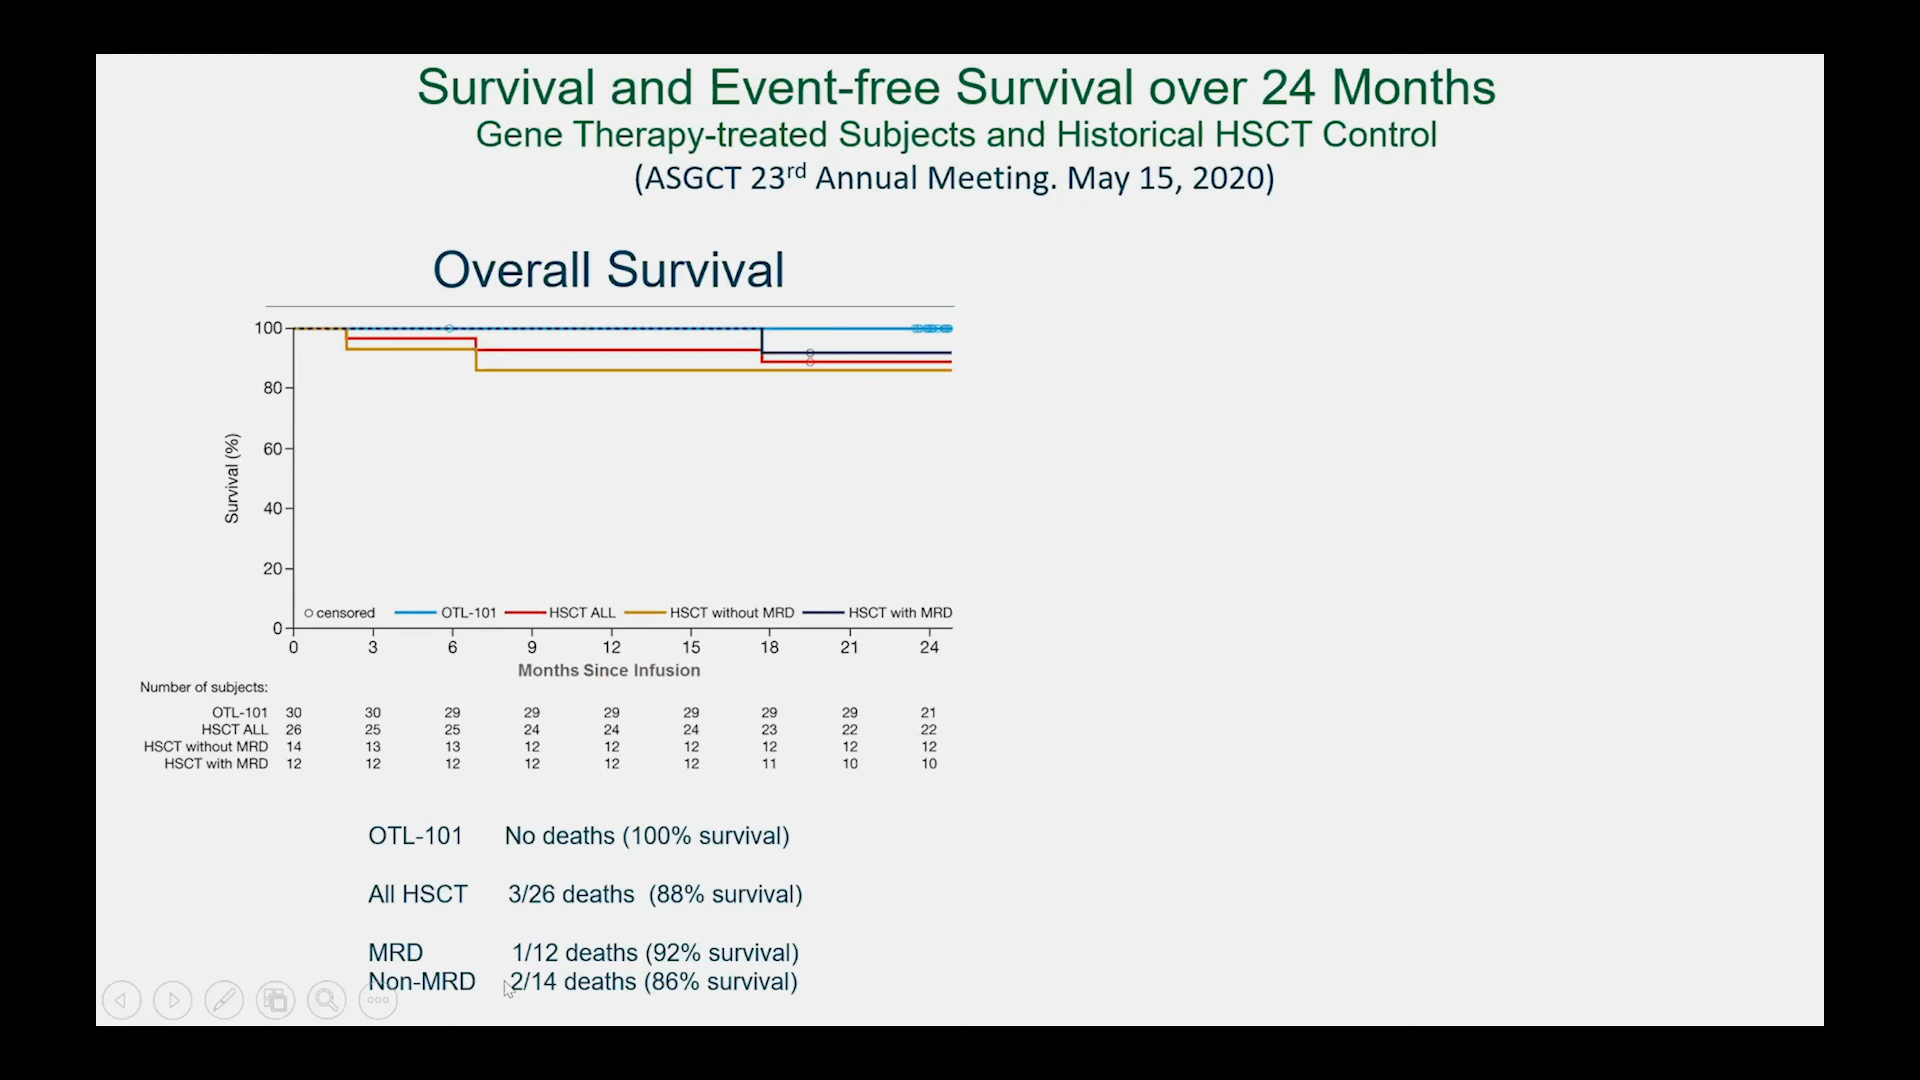 Survival and Event-free Survival over 24 Months
Gene Therapy-treated Subjects and Historical HSCT Control
(ASGCT 23rd Annual Meeting. May 15, 2020)
Overall Survival
100
80
60
40
20
0
Survival (%)
censored OTL-101 HSCT ALL HSCT without MRD HSCT with MRD
0 3 6 9 12 15 18 21 24
Months Since Infusion
Number of subjects:
OTL-101 30 30 29 29 29 29 29 29 21
HSCT ALL 26 25 25 24 24 24 23 22 22
HSCT without MRD 14 13 13 12 12 12 12 12 12
HSCT with MRD 12 12 12 12 12 12 11 10 10
OTL-101 No deaths (100% survival)
All HSCT 3/26 deaths (88% survival)
MRD 1/12 deaths (92% survival)
Non-MRD 2/14 deaths (86% survival)